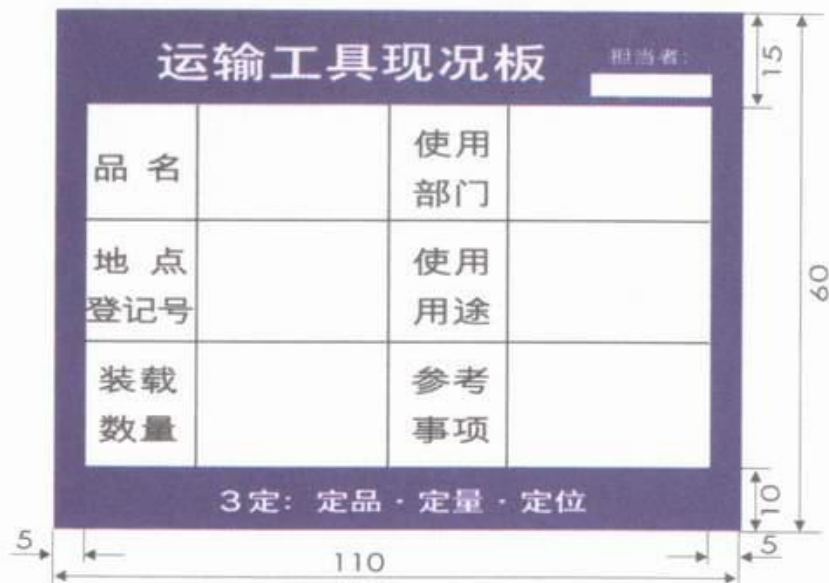 运输工具现况板
担当者:
15
品名
使用
部门
地点
登记号
使用
用途
60
装载
数量
参考
事项
3定: 定品·定量·定位
10
5
110
5